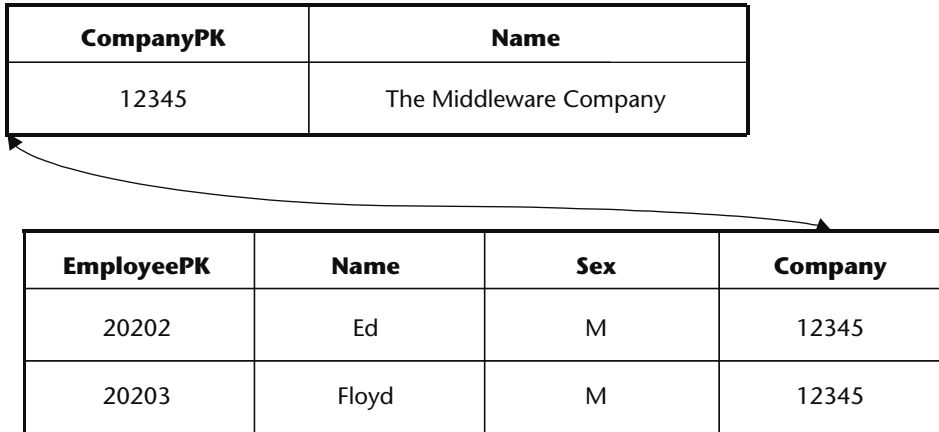 CompanyPK Name
12345 The Middleware Company
EmployeePK Name Sex Company
20202 Ed M 12345
20203 Floyd M 12345